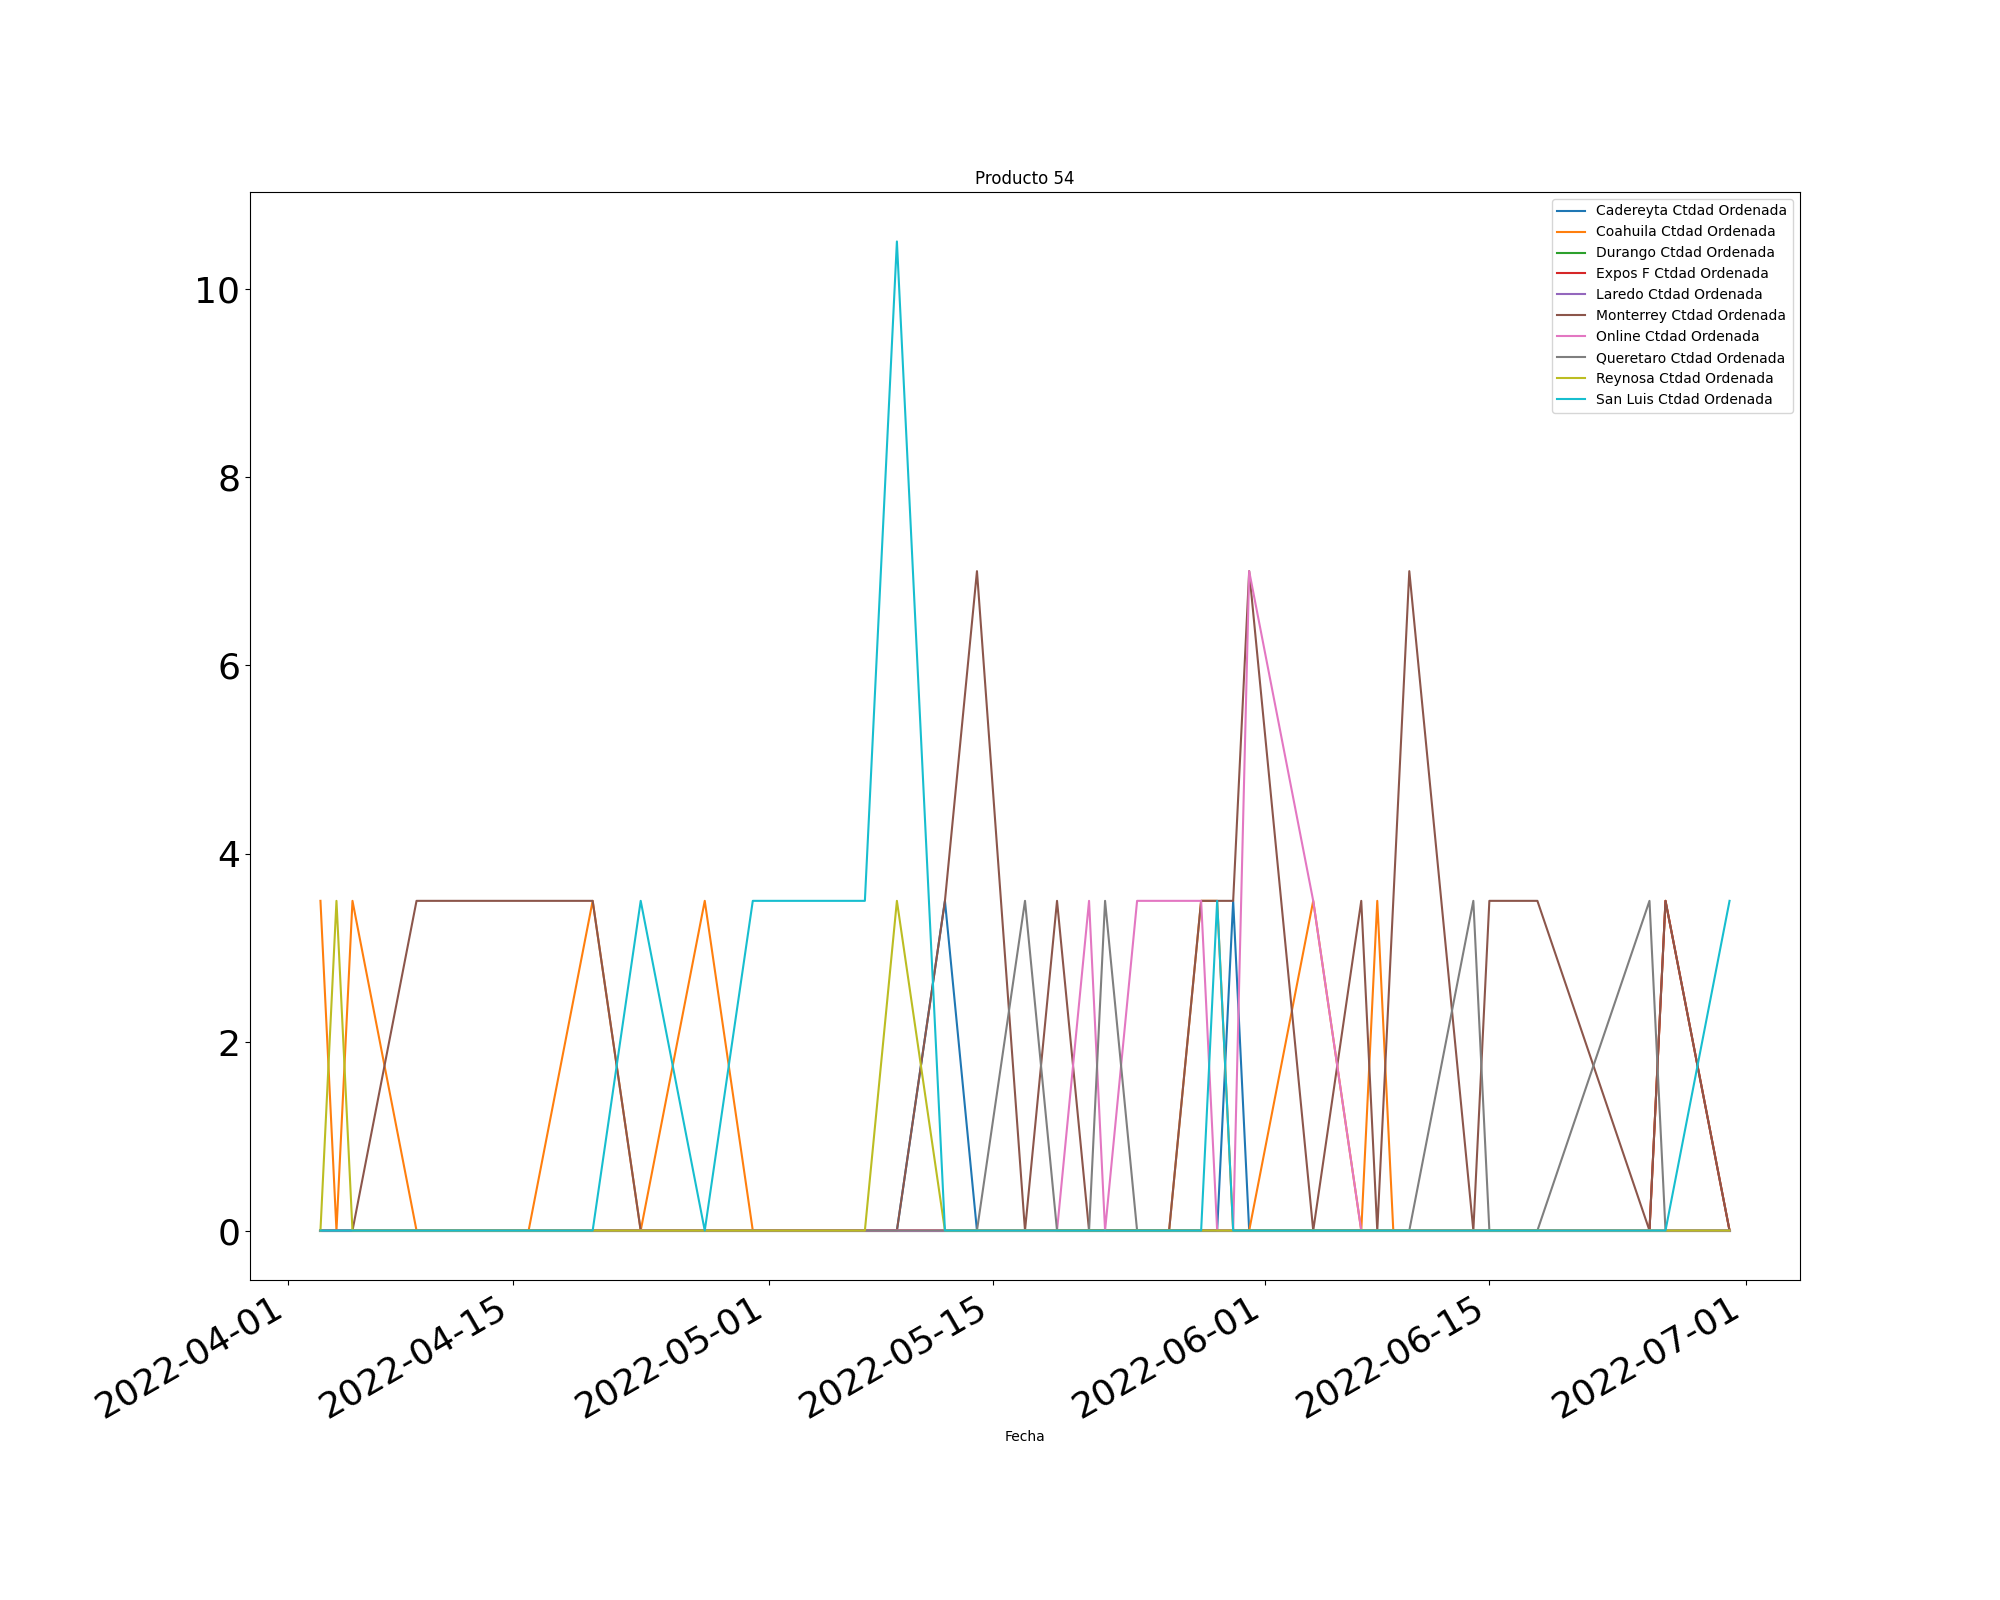 Producto 54
Cadereyta Ctdad Ordenada
Coahuila Ctdad Ordenada
Durango Ctdad Ordenada
Expos F Ctdad Ordenada
Laredo Ctdad Ordenada
Monterrey Ctdad Ordenada
Online Ctdad Ordenada
Queretaro Ctdad Ordenada
Reynosa Ctdad Ordenada
San Luis Ctdad Ordenada
10
8
6
4
2
0
2022-04-01
2022-04-15
2022-05-01
2022-05-15
2022-06-01
2022-06-15
2022-07-01
Fecha